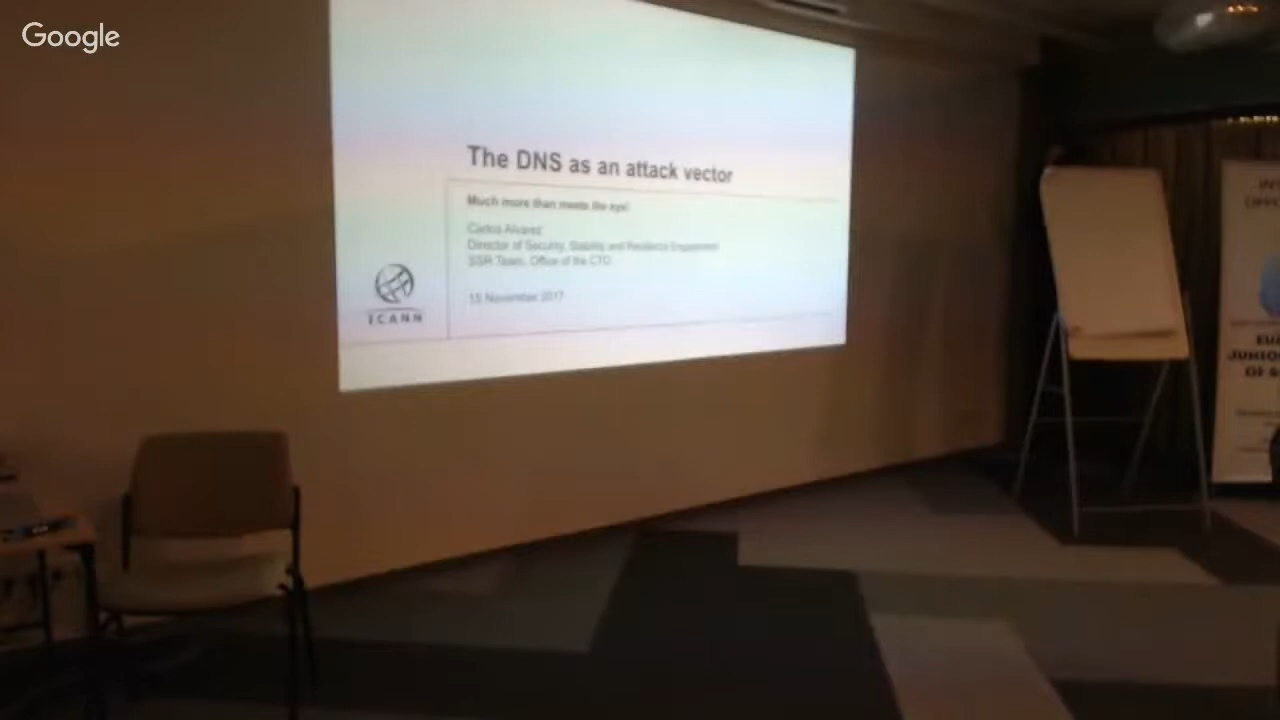 Google
The DNS as an attack vector
Much more than meets the eye!
Carlos Alvarez
Director of Security, Stability and Resilience Engagement
SSR Team, Office of the CTO
15 November 2017
ICANN